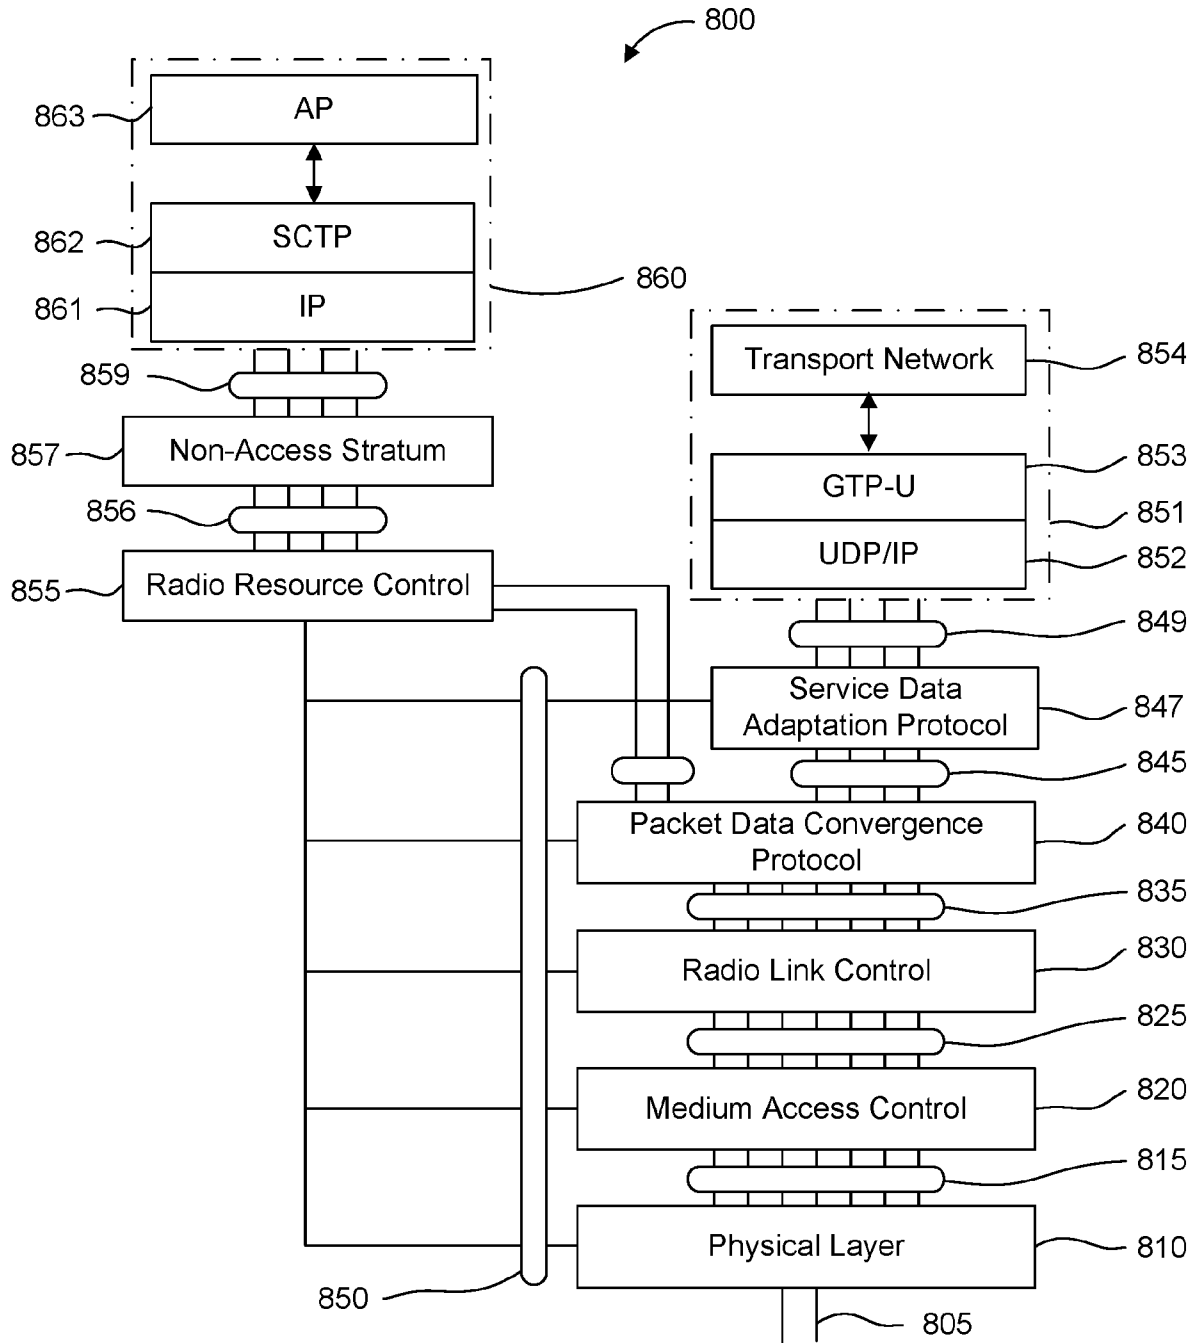 800
863
AP
862
SCTP
861
IP
860
859
857
Non-Access Stratum
856
855
Radio Resource Control
Transport Network
854
853
GTP-U
851
UDP/IP
852
849
Service Data
Adaptation Protocol
847
845
Packet Data Convergence
Protocol
840
835
Radio Link Control
830
825
Medium Access Control
820
815
Physical Layer
810
850
805